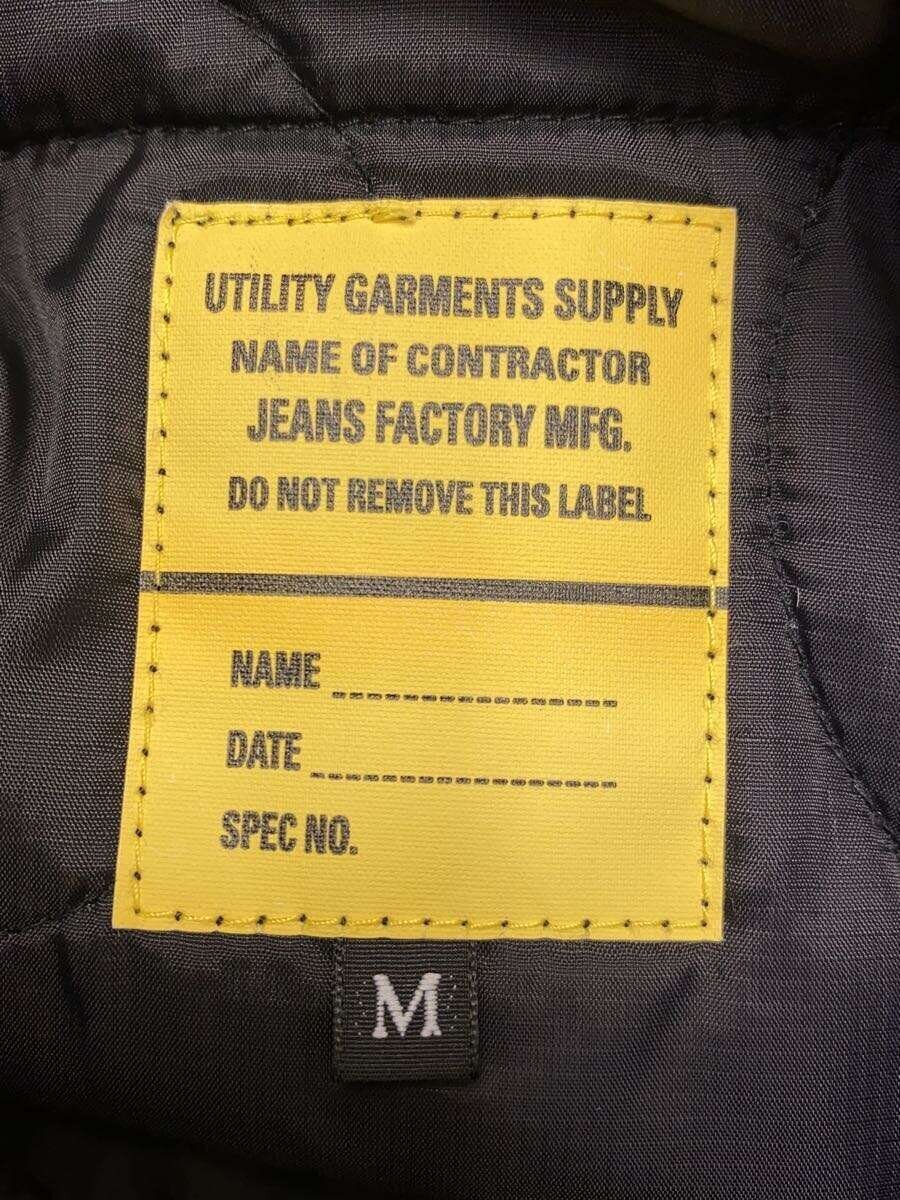 UTILITY GARMENTS SUPPLY
NAME OF CONTRACTOR
JEANS FACTORY MFG.
DO NOT REMOVE THIS LABEL
NAME
DATE
SPEC NO.
M